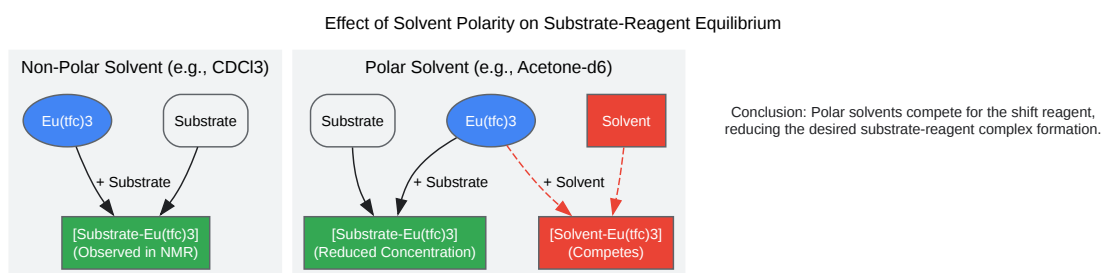 Effect of Solvent Polarity on Substrate-Reagent Equilibrium
Non-Polar Solvent (e.g., CDCl3)
Eu(tfc)3
Substrate
+ Substrate
[Substrate-Eu(tfc)3]
(Observed in NMR)
Polar Solvent (e.g., Acetone-d6)
Substrate
Eu(tfc)3
Solvent
+ Substrate
+ Solvent
[Substrate-Eu(tfc)3]
(Reduced Concentration)
[Solvent-Eu(tfc)3]
(Competes)
Conclusion: Polar solvents compete for the shift reagent,
reducing the desired substrate-reagent complex formation.